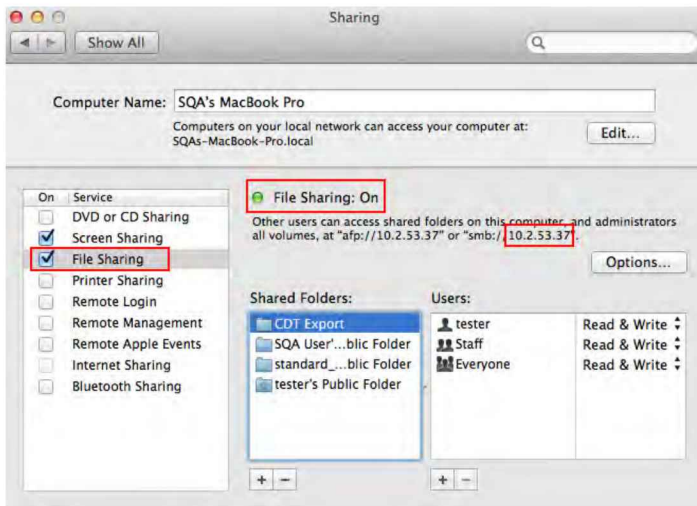 Sharing
Show All
Computer Name: SQA's MacBook Pro
Computers on your local network can access your computer at:
SQAs-MacBook-Pro.local
Edit...
On Service
DVD or CD Sharing
Screen Sharing
File Sharing
Printer Sharing
Remote Login
Remote Management
Remote Apple Events
Internet Sharing
Bluetooth Sharing
File Sharing: On
Other users can access shared folders on this computer, and administrators
all volumes, at "afp://10.2.53.37" or "smb://10.2.53.37".
Options...
Shared Folders:
CDT Export
SQA User'...blic Folder
standard_...blic Folder
tester's Public Folder
+ −
Users:
tester Read & Write
Staff Read & Write
Everyone Read & Write
+ −